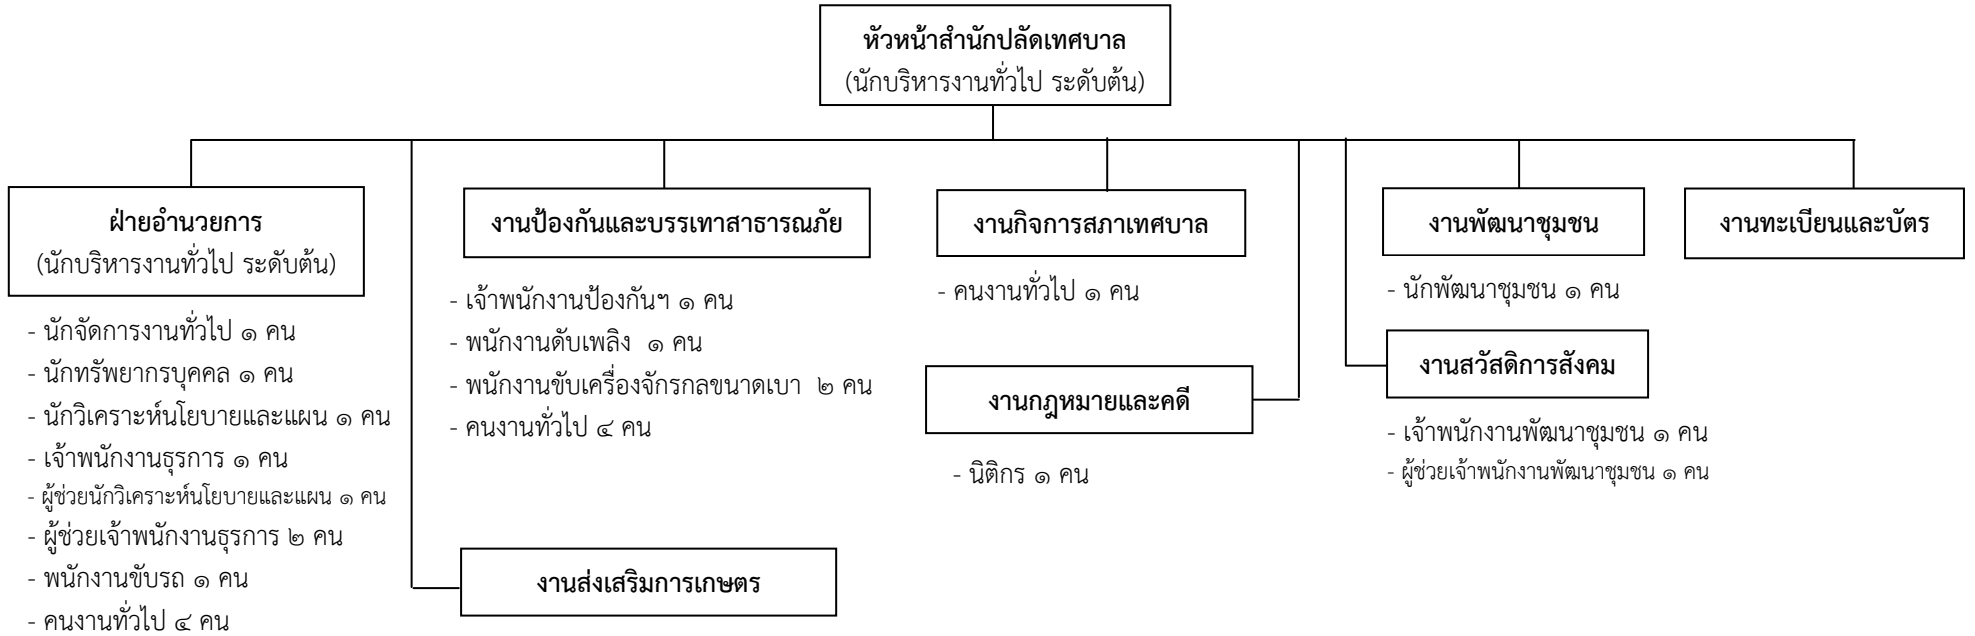 หัวหน้าสำนักปลัดเทศบาล
(นักบริหารงานทั่วไป ระดับต้น)
ฝ่ายอำนวยการ
(นักบริหารงานทั่วไป ระดับต้น)
- นักจัดการงานทั่วไป ๑ คน
- นักทรัพยากรบุคคล ๑ คน
- นักวิเคราะห์นโยบายและแผน ๑ คน
- เจ้าพนักงานธุรการ ๑ คน
- ผู้ช่วยนักวิเคราะห์นโยบายและแผน ๑ คน
- ผู้ช่วยเจ้าพนักงานธุรการ ๒ คน
- พนักงานขับรถ ๑ คน
- คนงานทั่วไป ๔ คน
งานป้องกันและบรรเทาสาธารณภัย
- เจ้าพนักงานป้องกันฯ ๑ คน
- พนักงานดับเพลิง ๑ คน
- พนักงานขับเครื่องจักรกลขนาดเบา ๒ คน
- คนงานทั่วไป ๔ คน
งานส่งเสริมการเกษตร
งานกิจการสภาเทศบาล
- คนงานทั่วไป ๑ คน
งานกฎหมายและคดี
- นิติกร ๑ คน
งานพัฒนาชุมชน
- นักพัฒนาชุมชน ๑ คน
งานสวัสดิการสังคม
- เจ้าพนักงานพัฒนาชุมชน ๑ คน
- ผู้ช่วยเจ้าพนักงานพัฒนาชุมชน ๑ คน
งานทะเบียนและบัตร